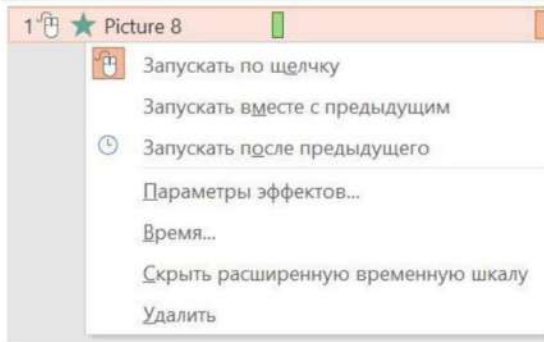 1 Picture 8
Запускать по щелчку
Запускать вместе с предыдущим
Запускать после предыдущего
Параметры эффектов...
Время...
Скрыть расширенную временную шкалу
Удалить